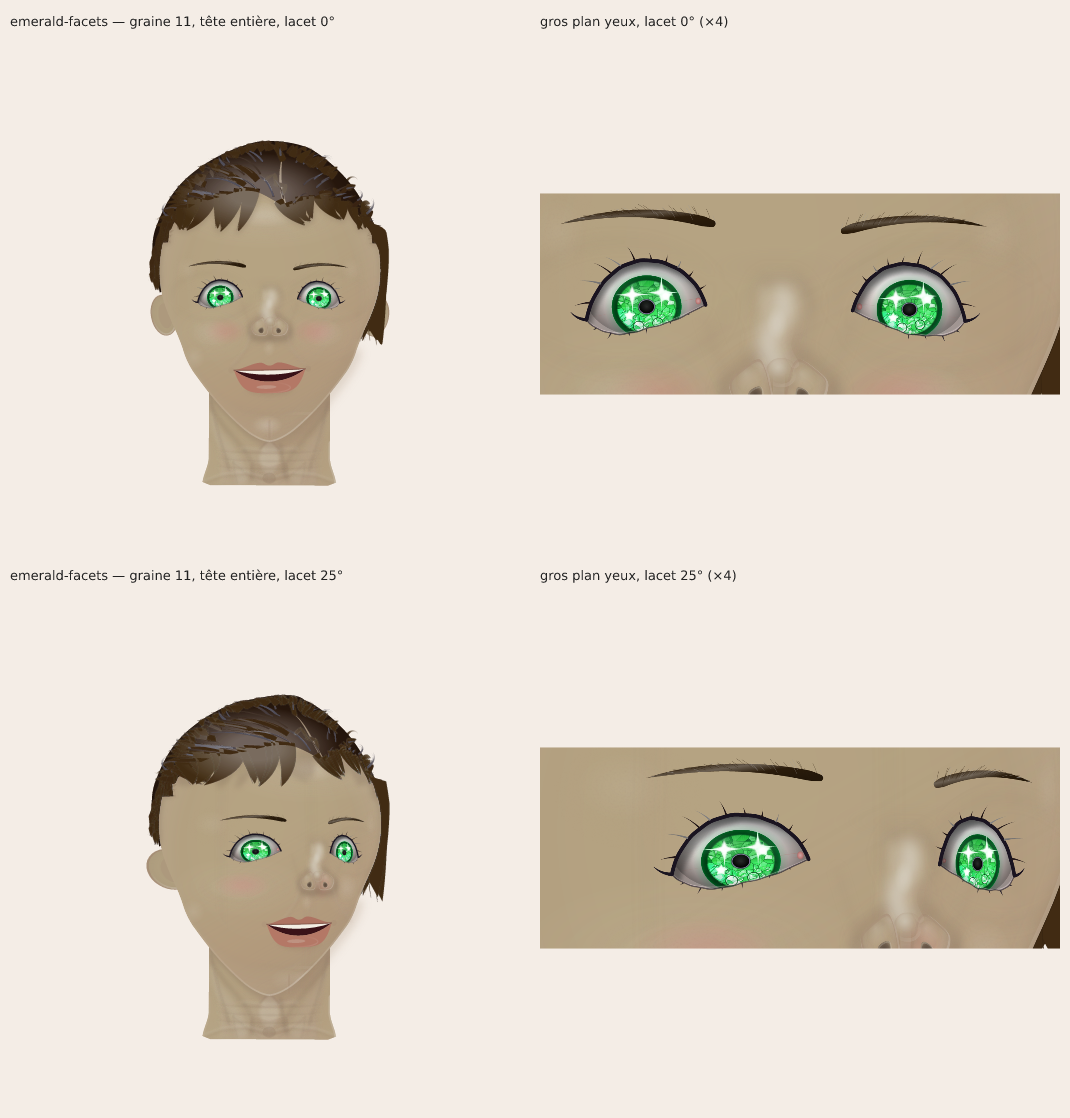 emerald-facets — graine 11, tête entière, lacet 0°
gros plan yeux, lacet 0° (×4)
emerald-facets — graine 11, tête entière, lacet 25°
gros plan yeux, lacet 25° (×4)